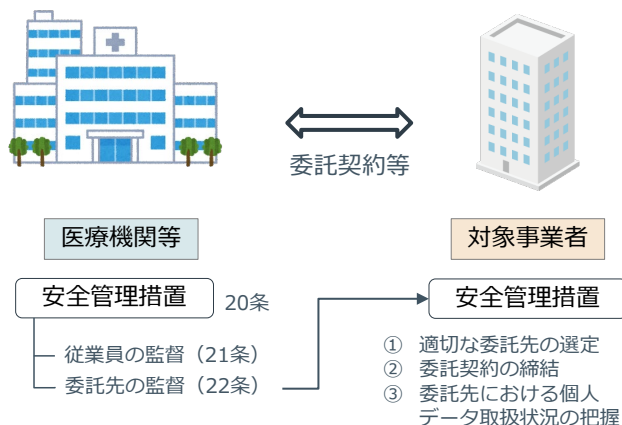 委託契約等
医療機関等
対象事業者
安全管理措置
20条
従業員の監督（21条）
委託先の監督（22条）
安全管理措置
① 適切な委託先の選定
② 委託契約の締結
③ 委託先における個人
データ取扱状況の把握